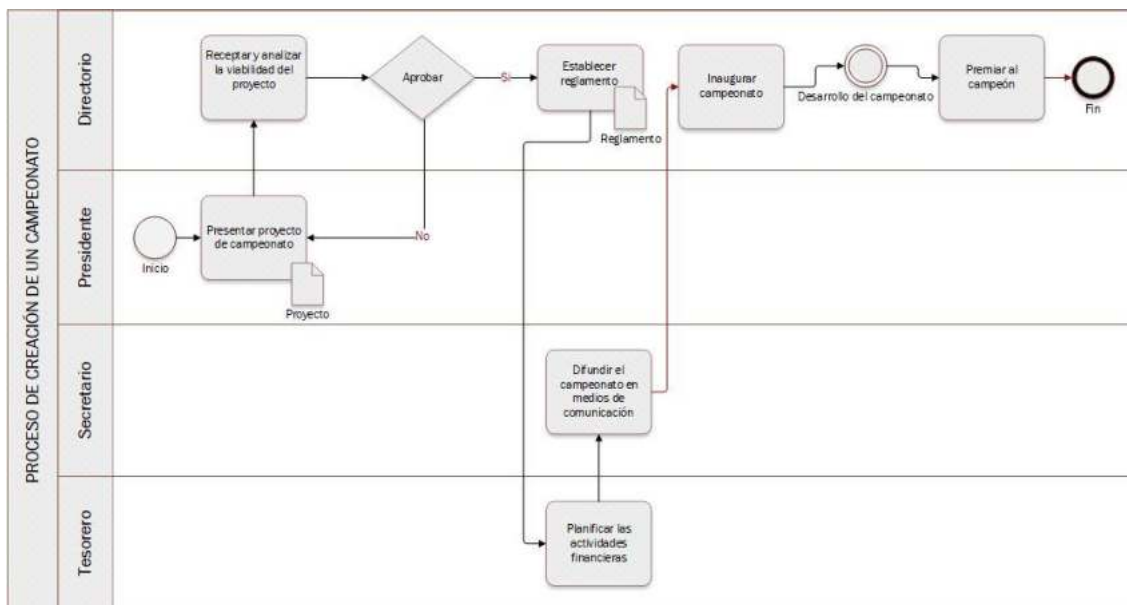 PROCESO DE CREACIÓN DE UN CAMPEONATO
Directorio
Receptar y analizar
la viabilidad del
proyecto
Aprobar
Si
Establecer
reglamento
Reglamento
Inaugurar
campeonato
Desarrollo del campeonato
Premiar al
campeón
Fin
Presidente
Inicio
Presentar proyecto
de campeonato
Proyecto
No
Secretario
Difundir el
campeonato en
medios de
comunicación
Tesorero
Planificar las
actividades
financieras